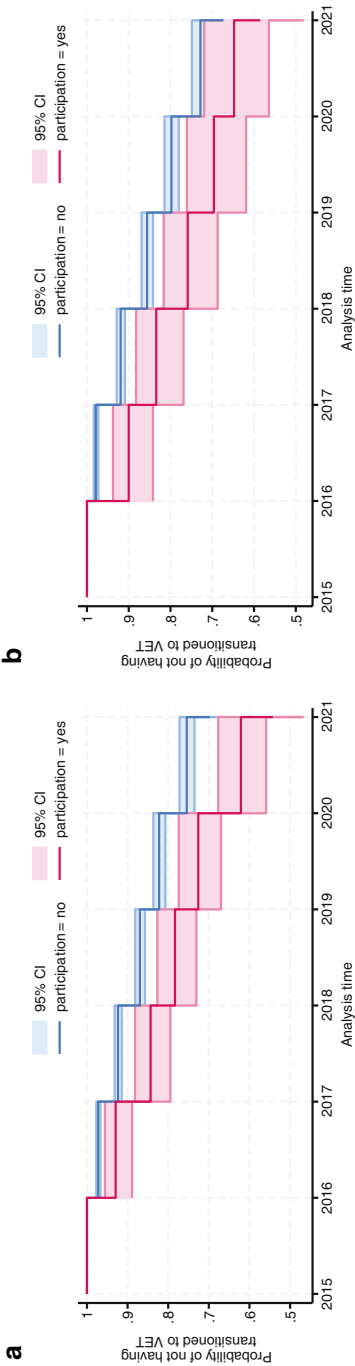 a
95% CI
95% CI
participation = no
participation = yes
Probability of not having
transitioned to VET
1
.9
.8
.7
.6
.5
2015
2016
2017
2018
2019
2020
2021
Analysis time
b
95% CI
95% CI
participation = no
participation = yes
Probability of not having
transitioned to VET
1
.9
.8
.7
.6
.5
2015
2016
2017
2018
2019
2020
2021
Analysis time